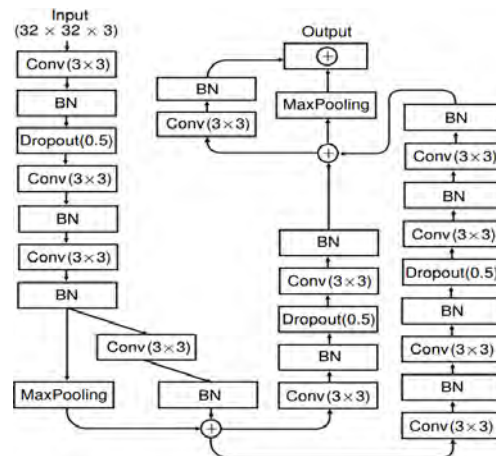 Input
(32 × 32 × 3)
Conv(3×3)
BN
Dropout(0.5)
Conv(3×3)
BN
Conv(3×3)
BN
Conv(3×3)
MaxPooling
BN
+
Output
+
BN
MaxPooling
Conv(3×3)
+
BN
Conv(3×3)
Dropout(0.5)
BN
Conv(3×3)
BN
Conv(3×3)
BN
Conv(3×3)
Dropout(0.5)
BN
Conv(3×3)
BN
Conv(3×3)